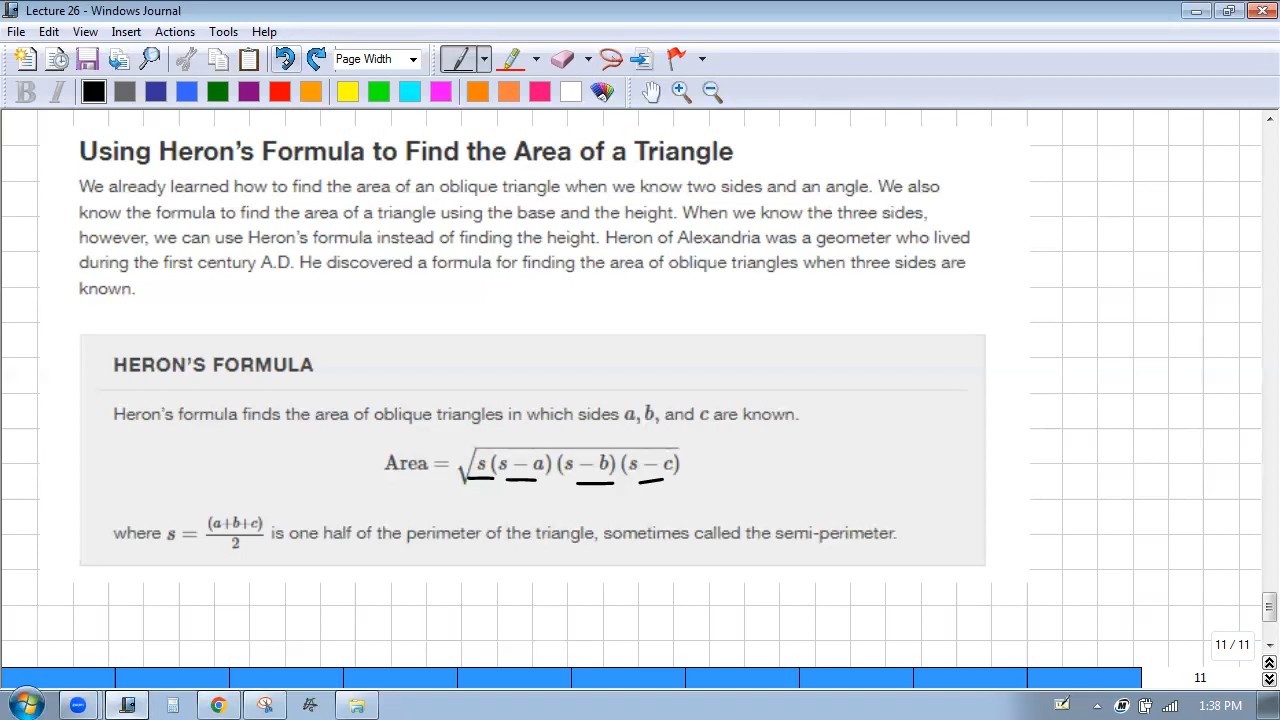 Lecture 26 - Windows Journal
File Edit View Insert Actions Tools Help
Page Width
B I
Using Heron's Formula to Find the Area of a Triangle
We already learned how to find the area of an oblique triangle when we know two sides and an angle. We also
know the formula to find the area of a triangle using the base and the height. When we know the three sides,
however, we can use Heron's formula instead of finding the height. Heron of Alexandria was a geometer who lived
during the first century A.D. He discovered a formula for finding the area of oblique triangles when three sides are
known.
HERON'S FORMULA
Heron's formula finds the area of oblique triangles in which sides a, b, and c are known.
Area = √s(s − a)(s − b)(s − c)
where s = (a+b+c)/2 is one half of the perimeter of the triangle, sometimes called the semi-perimeter.
11 / 11
11
zoom
1:38 PM